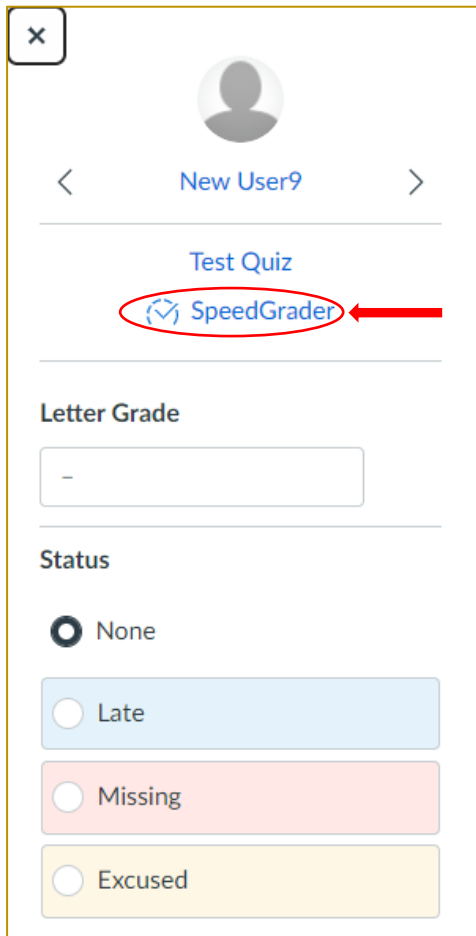 ×
New User9
Test Quiz
SpeedGrader
Letter Grade
–
Status
None
Late
Missing
Excused